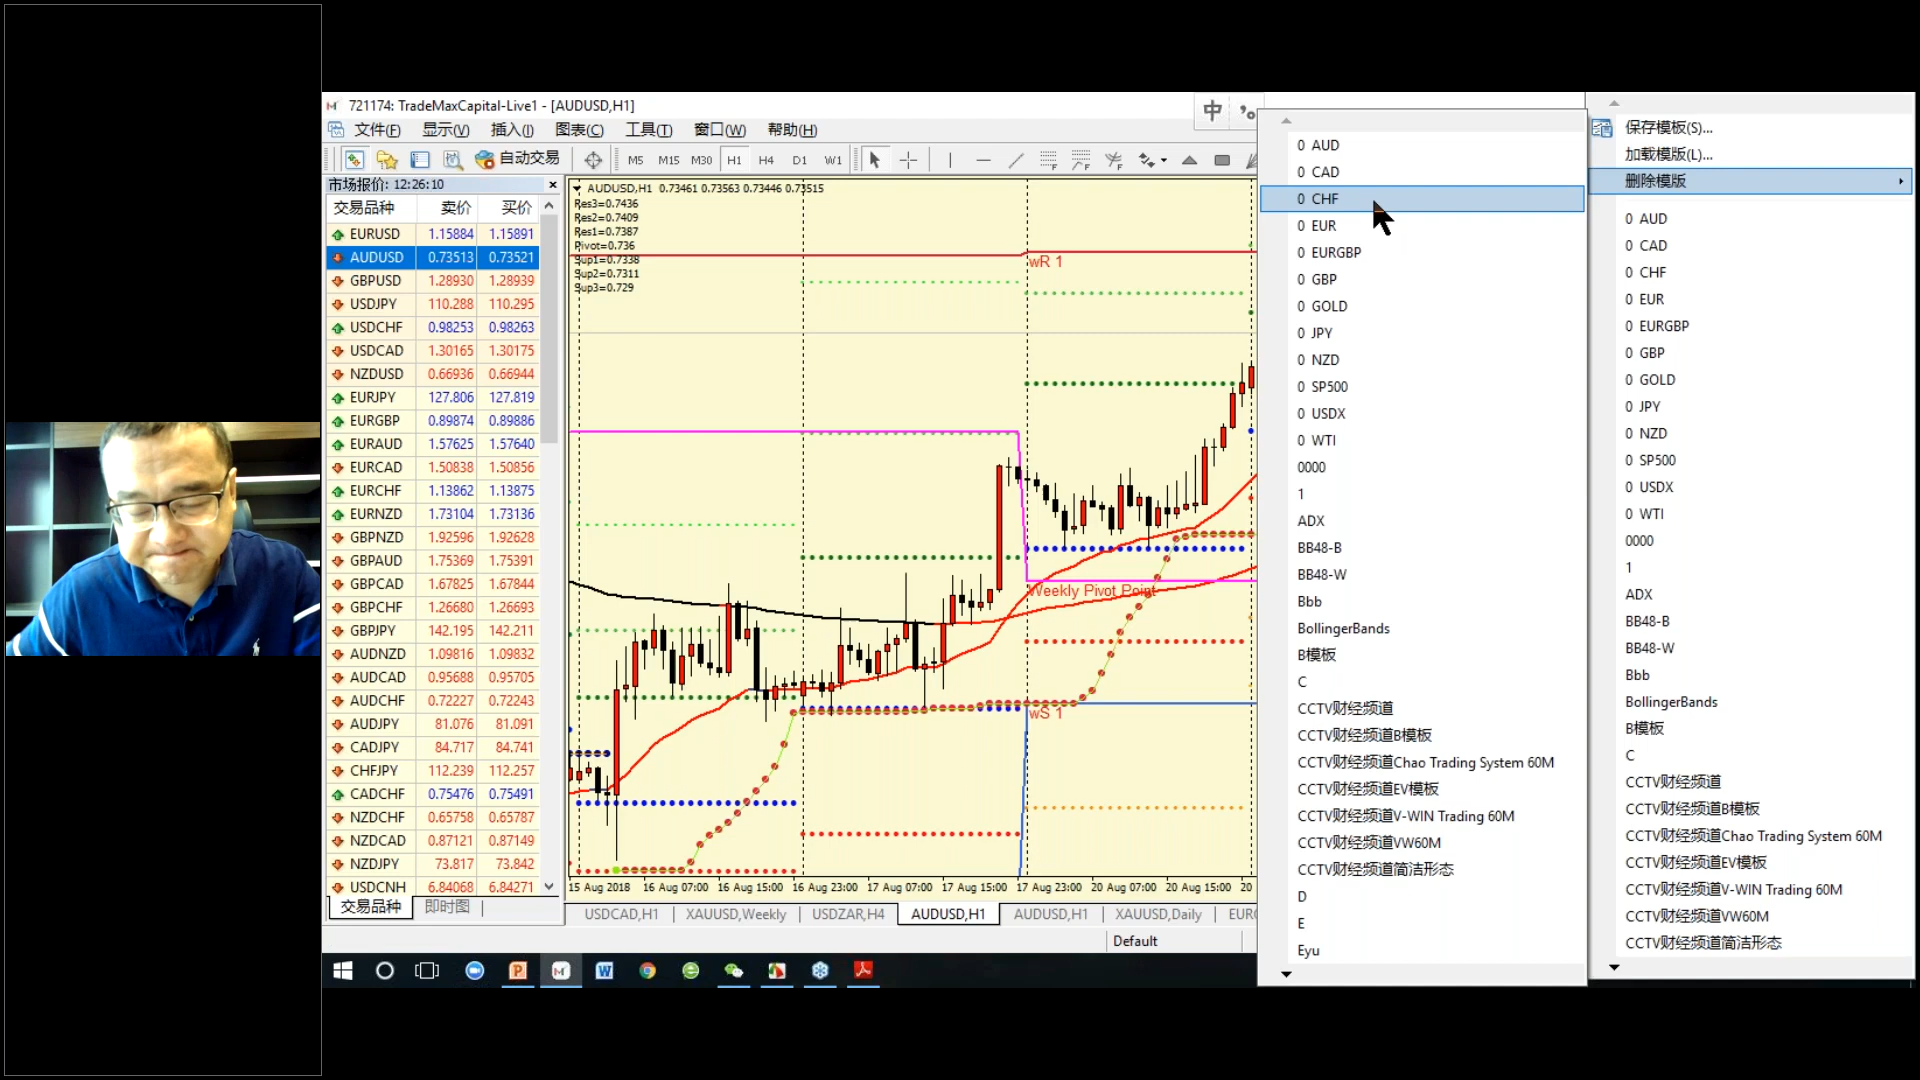 721174: TradeMaxCapital-Live1 - [AUDUSD,H1]
中
文件(F) 显示(V) 插入(I) 图表(C) 工具(T) 窗口(W) 帮助(H)
自动交易 M5 M15 M30 H1 H4 D1 W1
市场报价: 12:26:10
交易品种 卖价 买价
EURUSD 1.15884 1.15891
AUDUSD 0.73513 0.73521
GBPUSD 1.28930 1.28939
USDJPY 110.288 110.295
USDCHF 0.98253 0.98263
USDCAD 1.30165 1.30175
NZDUSD 0.66936 0.66944
EURJPY 127.806 127.819
EURGBP 0.89874 0.89886
EURAUD 1.57625 1.57640
EURCAD 1.50838 1.50856
EURCHF 1.13862 1.13875
EURNZD 1.73104 1.73136
GBPNZD 1.92596 1.92628
GBPAUD 1.75369 1.75391
GBPCAD 1.67825 1.67844
GBPCHF 1.26680 1.26693
GBPJPY 142.195 142.211
AUDNZD 1.09816 1.09832
AUDCAD 0.95688 0.95705
AUDCHF 0.72227 0.72243
AUDJPY 81.076 81.091
CADJPY 84.717 84.741
CHFJPY 112.239 112.257
CADCHF 0.75476 0.75491
NZDCHF 0.65758 0.65787
NZDCAD 0.87121 0.87149
NZDJPY 73.817 73.842
USDCNH 6.84068 6.84271
交易品种 即时图
AUDUSD,H1 0.73461 0.73563 0.73446 0.73515
Res3=0.7436
Res2=0.7409
Res1=0.7387
Pivot=0.736
Sup1=0.7338
Sup2=0.7311
Sup3=0.729
wR 1
Weekly Pivot Point
wS 1
15 Aug 2018 16 Aug 07:00 16 Aug 15:00 16 Aug 23:00 17 Aug 07:00 17 Aug 15:00 17 Aug 23:00 20 Aug 07:00 20 Aug 15:00 20
USDCAD,H1 XAUUSD,Weekly USDZAR,H4 AUDUSD,H1 AUDUSD,H1 XAUUSD,Daily
Default
0 AUD
0 CAD
0 CHF
0 EUR
0 EURGBP
0 GBP
0 GOLD
0 JPY
0 NZD
0 SP500
0 USDX
0 WTI
0000
1
ADX
BB48-B
BB48-W
Bbb
BollingerBands
B模板
C
CCTV财经频道
CCTV财经频道B模板
CCTV财经频道Chao Trading System 60M
CCTV财经频道EV模板
CCTV财经频道V-WIN Trading 60M
CCTV财经频道VW60M
CCTV财经频道简洁形态
D
E
Eyu
保存模板(S)...
加载模版(L)...
删除模版
0 AUD
0 CAD
0 CHF
0 EUR
0 EURGBP
0 GBP
0 GOLD
0 JPY
0 NZD
0 SP500
0 USDX
0 WTI
0000
1
ADX
BB48-B
BB48-W
Bbb
BollingerBands
B模板
C
CCTV财经频道
CCTV财经频道B模板
CCTV财经频道Chao Trading System 60M
CCTV财经频道EV模板
CCTV财经频道V-WIN Trading 60M
CCTV财经频道VW60M
CCTV财经频道简洁形态